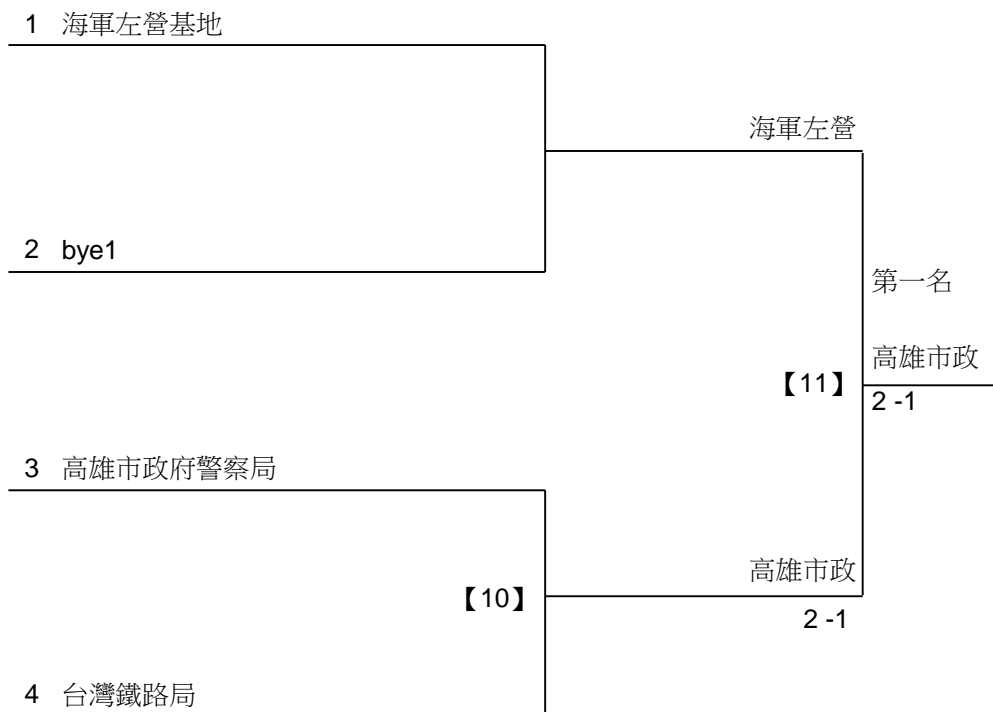 1 海軍左營基地
海軍左營
2 bye1
第一名
高雄市政
【11】
2 -1
3 高雄市政府警察局
高雄市政
【10】
2 -1
4 台灣鐵路局